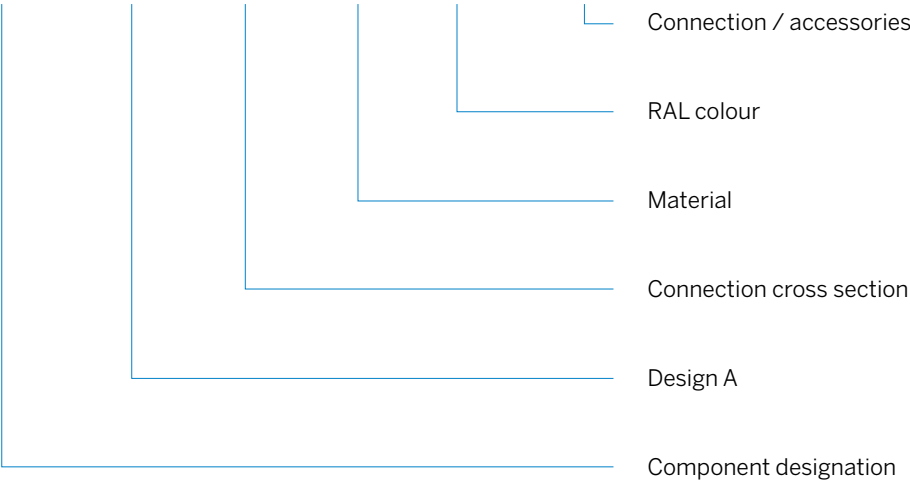 Connection / accessories
RAL colour
Material
Connection cross section
Design A
Component designation